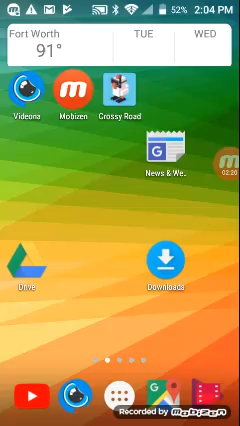 52% 2:04 PM
Fort Worth TUE WED
91°
Videona Mobizen Crossy Road
News & We..
02:20
Drive Downloads
Recorded by mobizen